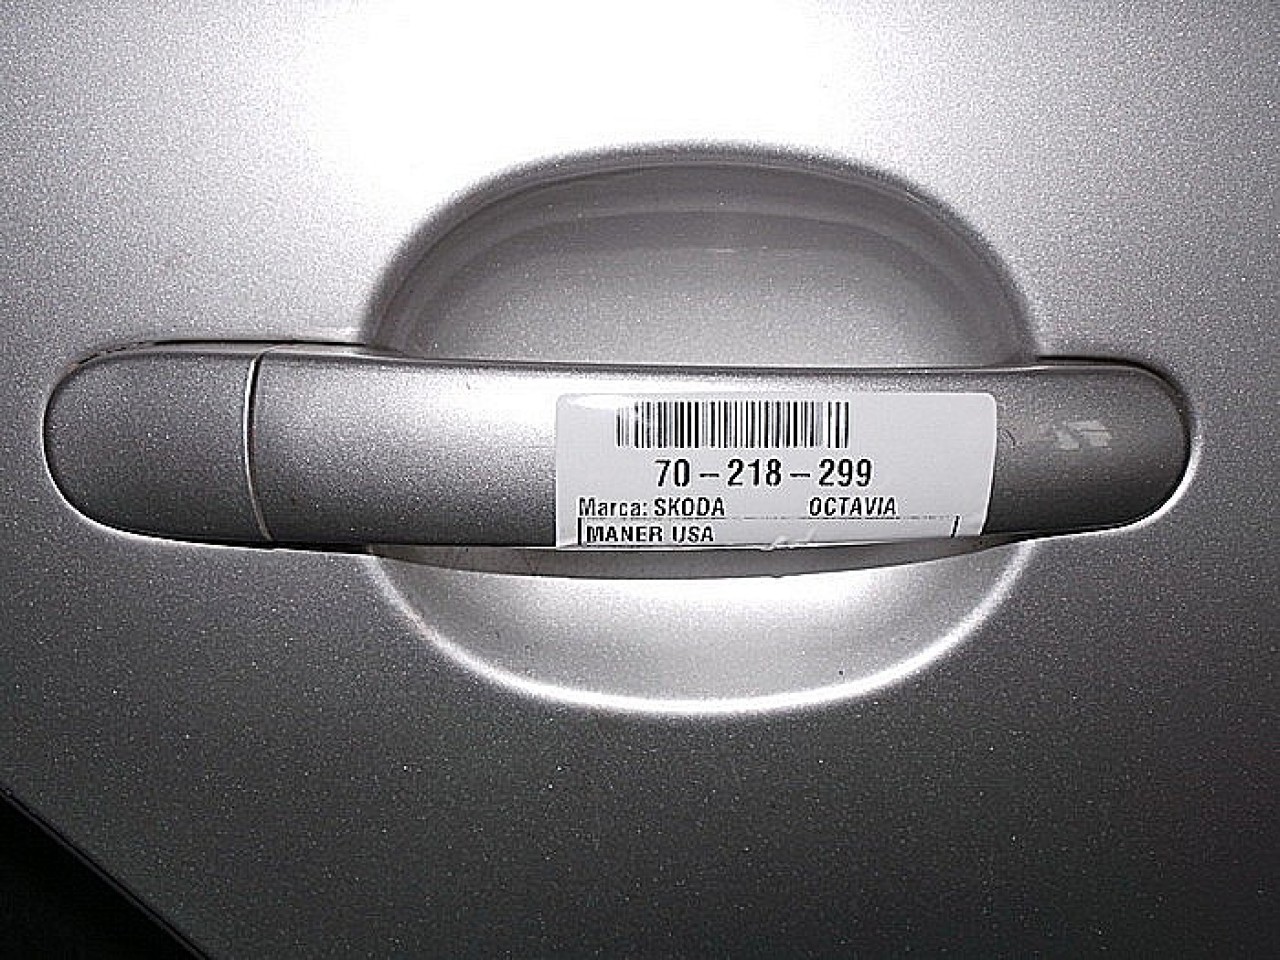 70-218-299
Marca: SKODA OCTAVIA
MANER USA